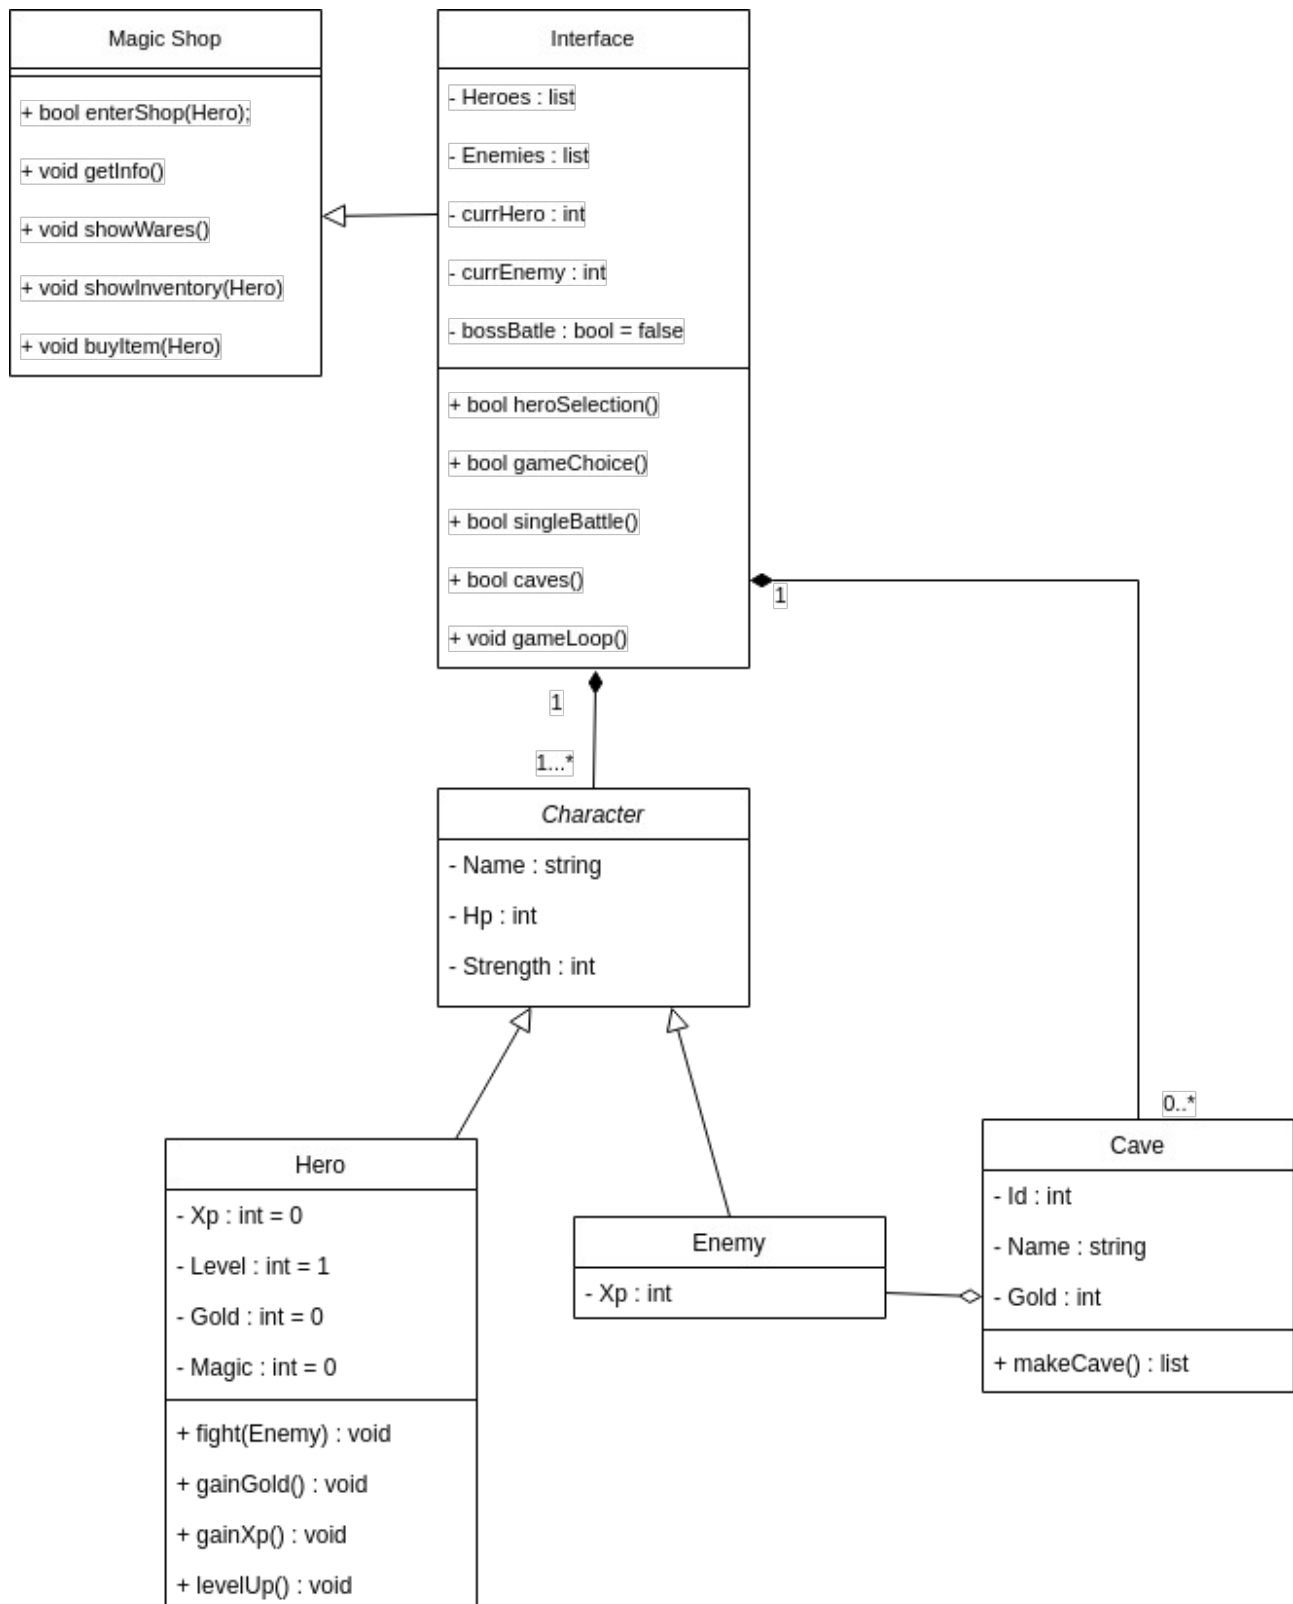 Magic Shop
+ bool enterShop(Hero);
+ void getInfo()
+ void showWares()
+ void showInventory(Hero)
+ void buyItem(Hero)
Interface
- Heroes : list
- Enemies : list
- currHero : int
- currEnemy : int
- bossBatle : bool = false
+ bool heroSelection()
+ bool gameChoice()
+ bool singleBattle()
+ bool caves()
+ void gameLoop()
1
1
1...*
Character
- Name : string
- Hp : int
- Strength : int
Hero
- Xp : int = 0
- Level : int = 1
- Gold : int = 0
- Magic : int = 0
+ fight(Enemy) : void
+ gainGold() : void
+ gainXp() : void
+ levelUp() : void
Enemy
- Xp : int
0..*
Cave
- Id : int
- Name : string
- Gold : int
+ makeCave() : list